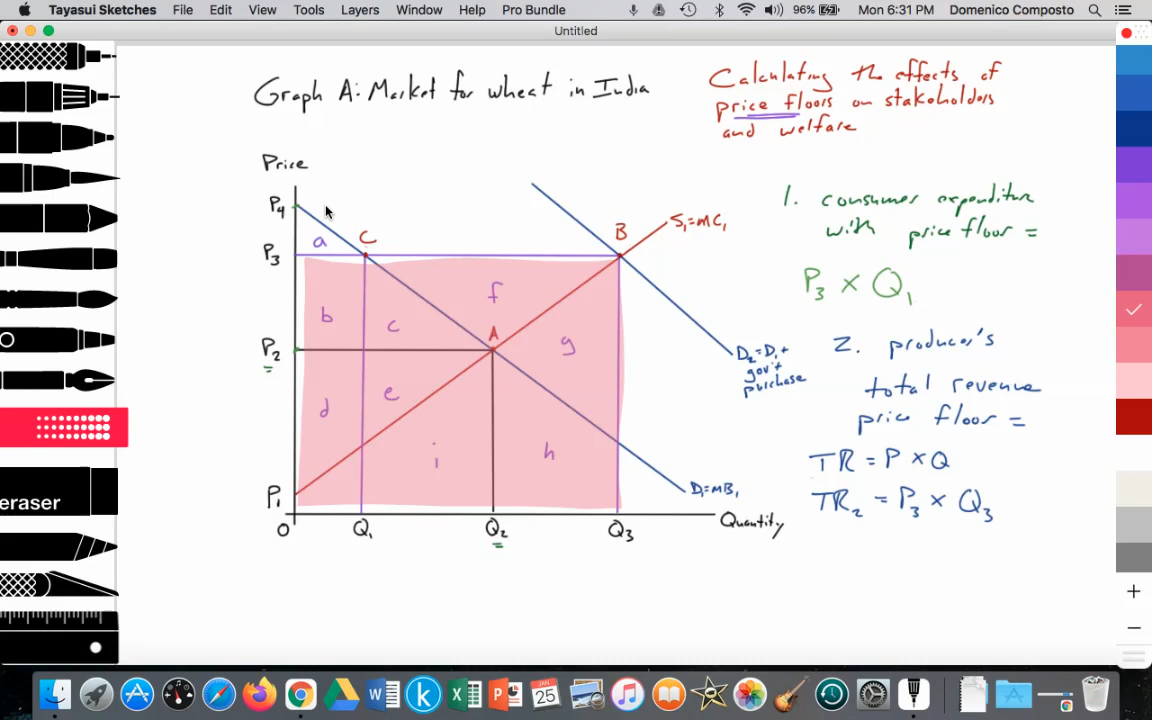 Tayasui Sketches File Edit View Tools Layers Window Help Pro Bundle 96% Mon 6:31 PM Domenico Composto
Untitled
Graph A: Market for wheat in India
Calculating the effects of
price floors on stakeholders
and welfare
Price
P4
P3
P2
P1
0
Q1
Q2
Q3
Quantity
a
b
c
d
e
f
g
h
i
C
A
B
S1=MC1
D2=D1+
gov't
purchase
D1=MB1
1. consumer expenditure
with price floor =
P3 × Q1
2. producer's
total revenue
price floor =
TR = P × Q
TR2 = P3 × Q3
eraser
JAN
25